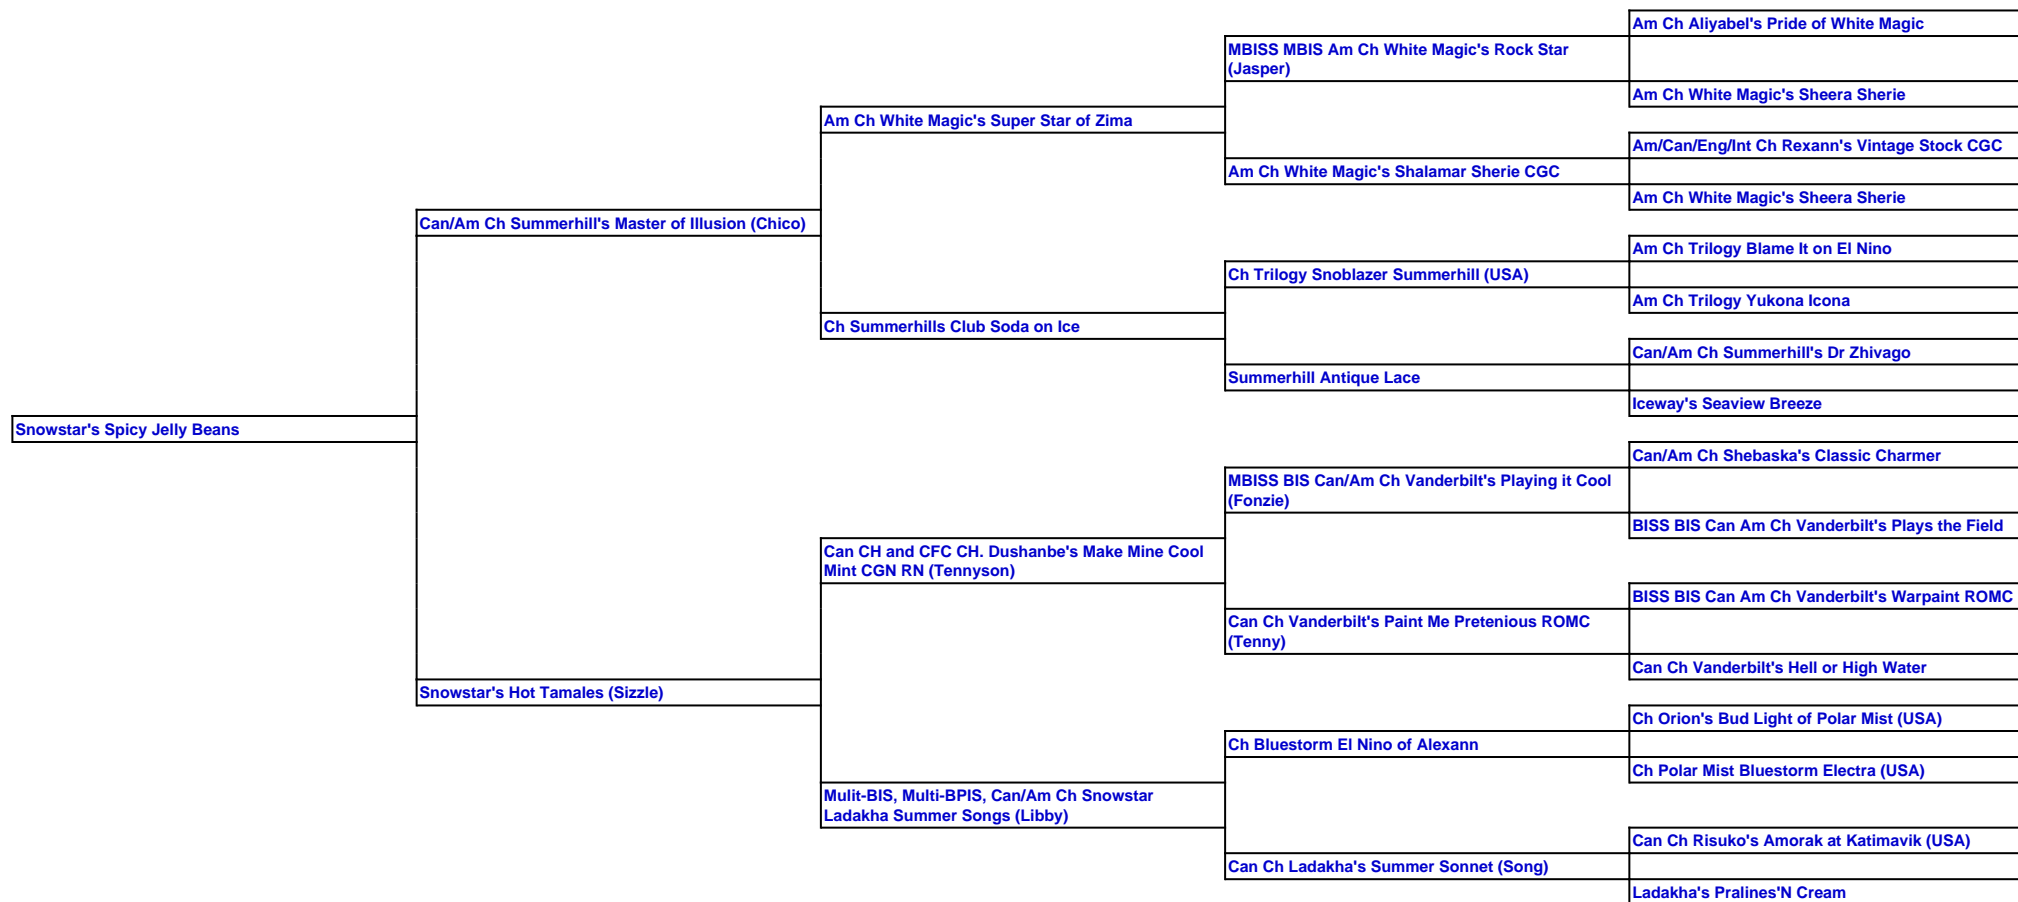 Am Ch Aliyabel's Pride of White Magic
MBISS MBIS Am Ch White Magic's Rock Star
(Jasper)
Am Ch White Magic's Sheera Sherie
Am Ch White Magic's Super Star of Zima
Am/Can/Eng/Int Ch Rexann's Vintage Stock CGC
Am Ch White Magic's Shalamar Sherie CGC
Am Ch White Magic's Sheera Sherie
Can/Am Ch Summerhill's Master of Illusion (Chico)
Am Ch Trilogy Blame It on El Nino
Ch Trilogy Snoblazer Summerhill (USA)
Am Ch Trilogy Yukona Icona
Ch Summerhills Club Soda on Ice
Can/Am Ch Summerhill's Dr Zhivago
Summerhill Antique Lace
Iceway's Seaview Breeze
Snowstar's Spicy Jelly Beans
Can/Am Ch Shebaska's Classic Charmer
MBISS BIS Can/Am Ch Vanderbilt's Playing it Cool
(Fonzie)
BISS BIS Can Am Ch Vanderbilt's Plays the Field
Can CH and CFC CH. Dushanbe's Make Mine Cool
Mint CGN RN (Tennyson)
BISS BIS Can Am Ch Vanderbilt's Warpaint ROMC
Can Ch Vanderbilt's Paint Me Pretenious ROMC
(Tenny)
Can Ch Vanderbilt's Hell or High Water
Snowstar's Hot Tamales (Sizzle)
Ch Orion's Bud Light of Polar Mist (USA)
Ch Bluestorm El Nino of Alexann
Ch Polar Mist Bluestorm Electra (USA)
Mulit-BIS, Multi-BPIS, Can/Am Ch Snowstar
Ladakha Summer Songs (Libby)
Can Ch Risuko's Amorak at Katimavik (USA)
Can Ch Ladakha's Summer Sonnet (Song)
Ladakha's Pralines'N Cream